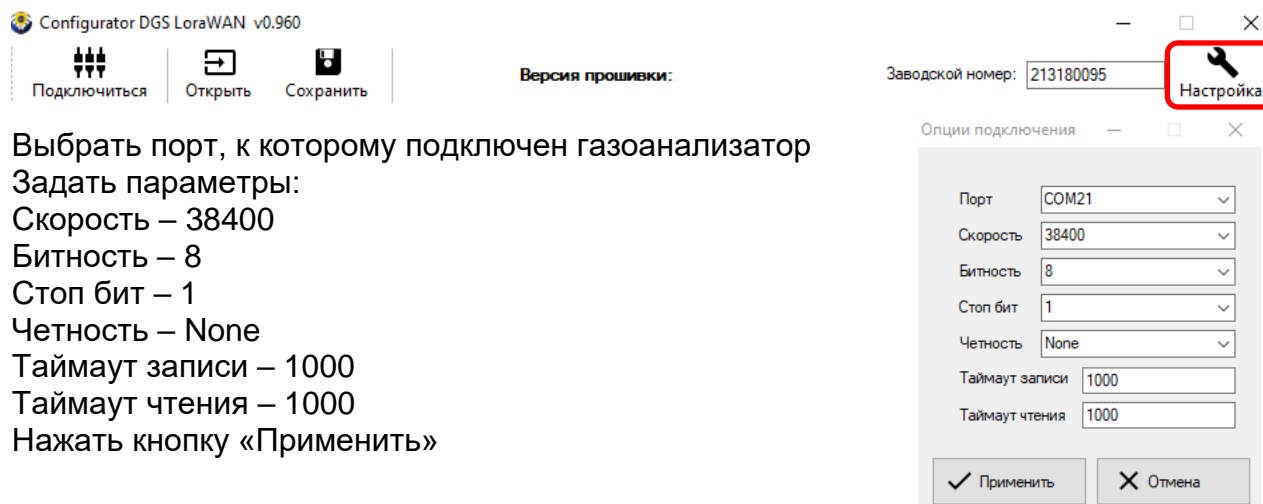 Configurator DGS LoraWAN v0.960
Подключиться
Открыть
Сохранить
Версия прошивки:
Заводской номер: 213180095
Настройка
Выбрать порт, к которому подключен газоанализатор
Задать параметры:
Скорость – 38400
Битность – 8
Стоп бит – 1
Четность – None
Таймаут записи – 1000
Таймаут чтения – 1000
Нажать кнопку «Применить»
Опции подключения
Порт COM21
Скорость 38400
Битность 8
Стоп бит 1
Четность None
Таймаут записи 1000
Таймаут чтения 1000
Применить
Отмена